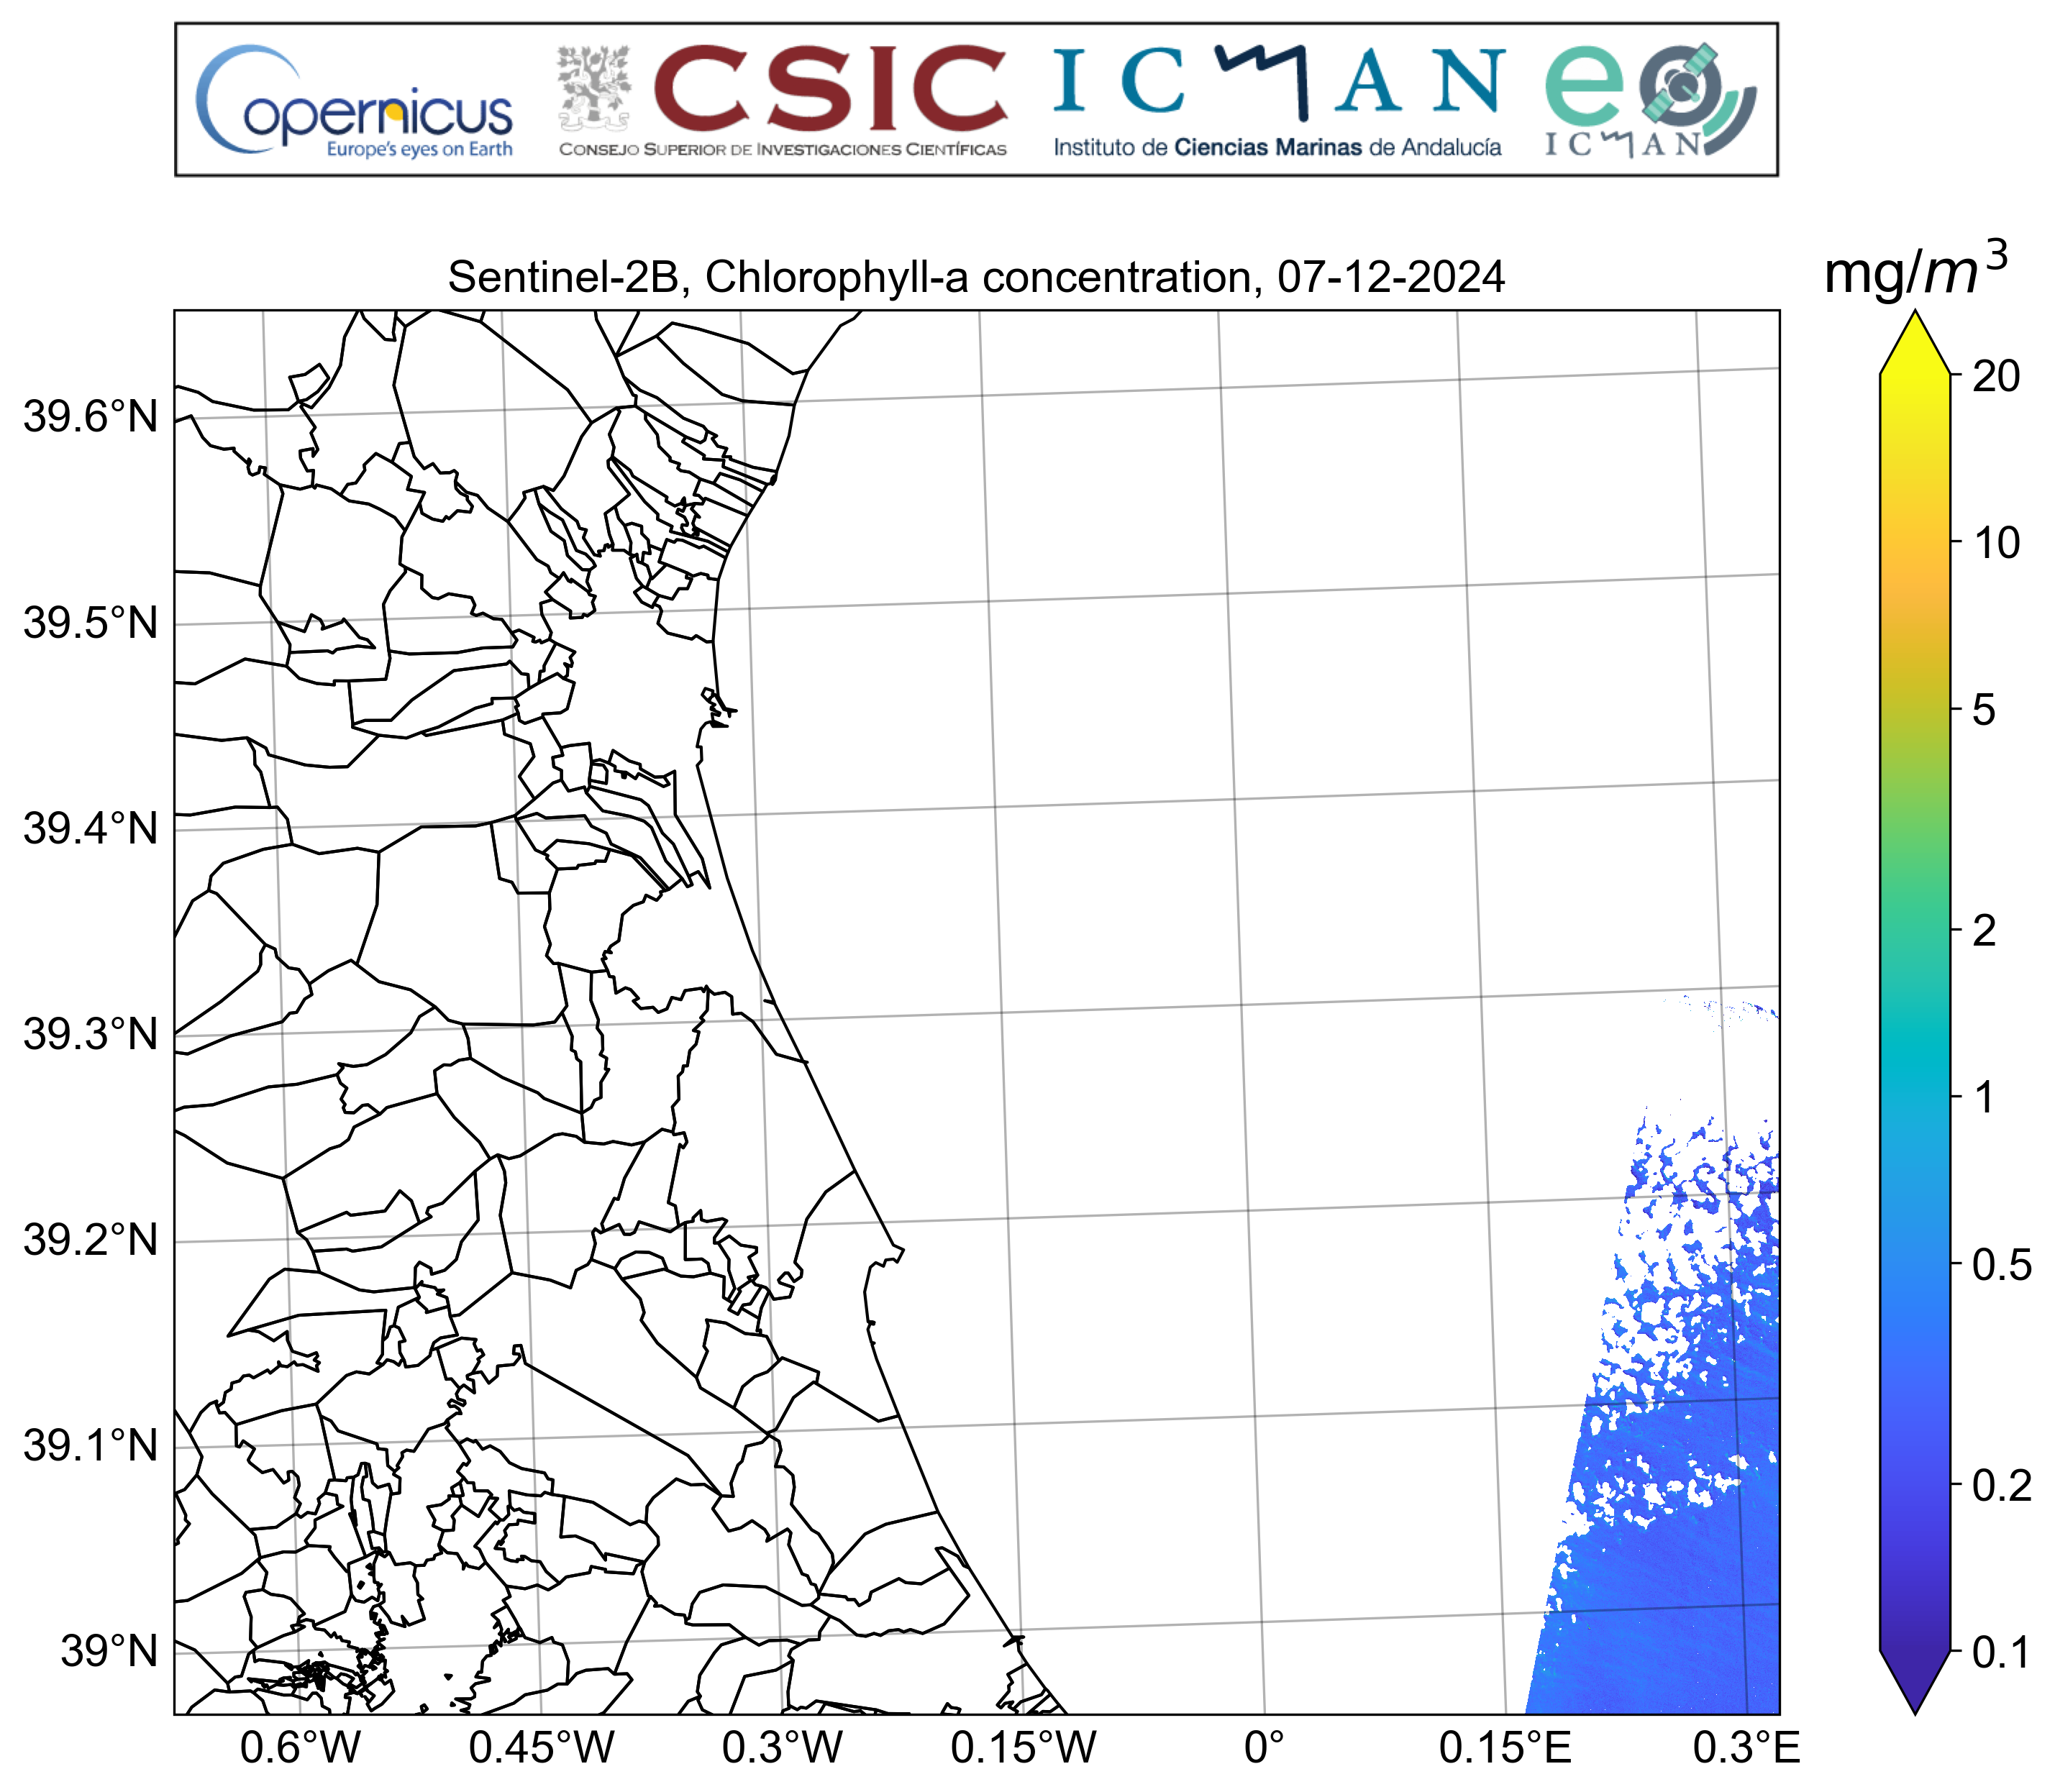 opernicus
Europe's eyes on Earth
CSIC
CONSEJO SUPERIOR DE INVESTIGACIONES CIENTÍFICAS
ICMAN
Instituto de Ciencias Marinas de Andalucía
eo
ICMAN
Sentinel-2B, Chlorophyll-a concentration, 07-12-2024
mg/m³
39.6°N
39.5°N
39.4°N
39.3°N
39.2°N
39.1°N
39°N
0.6°W 0.45°W 0.3°W 0.15°W 0° 0.15°E 0.3°E
20
10
5
2
1
0.5
0.2
0.1